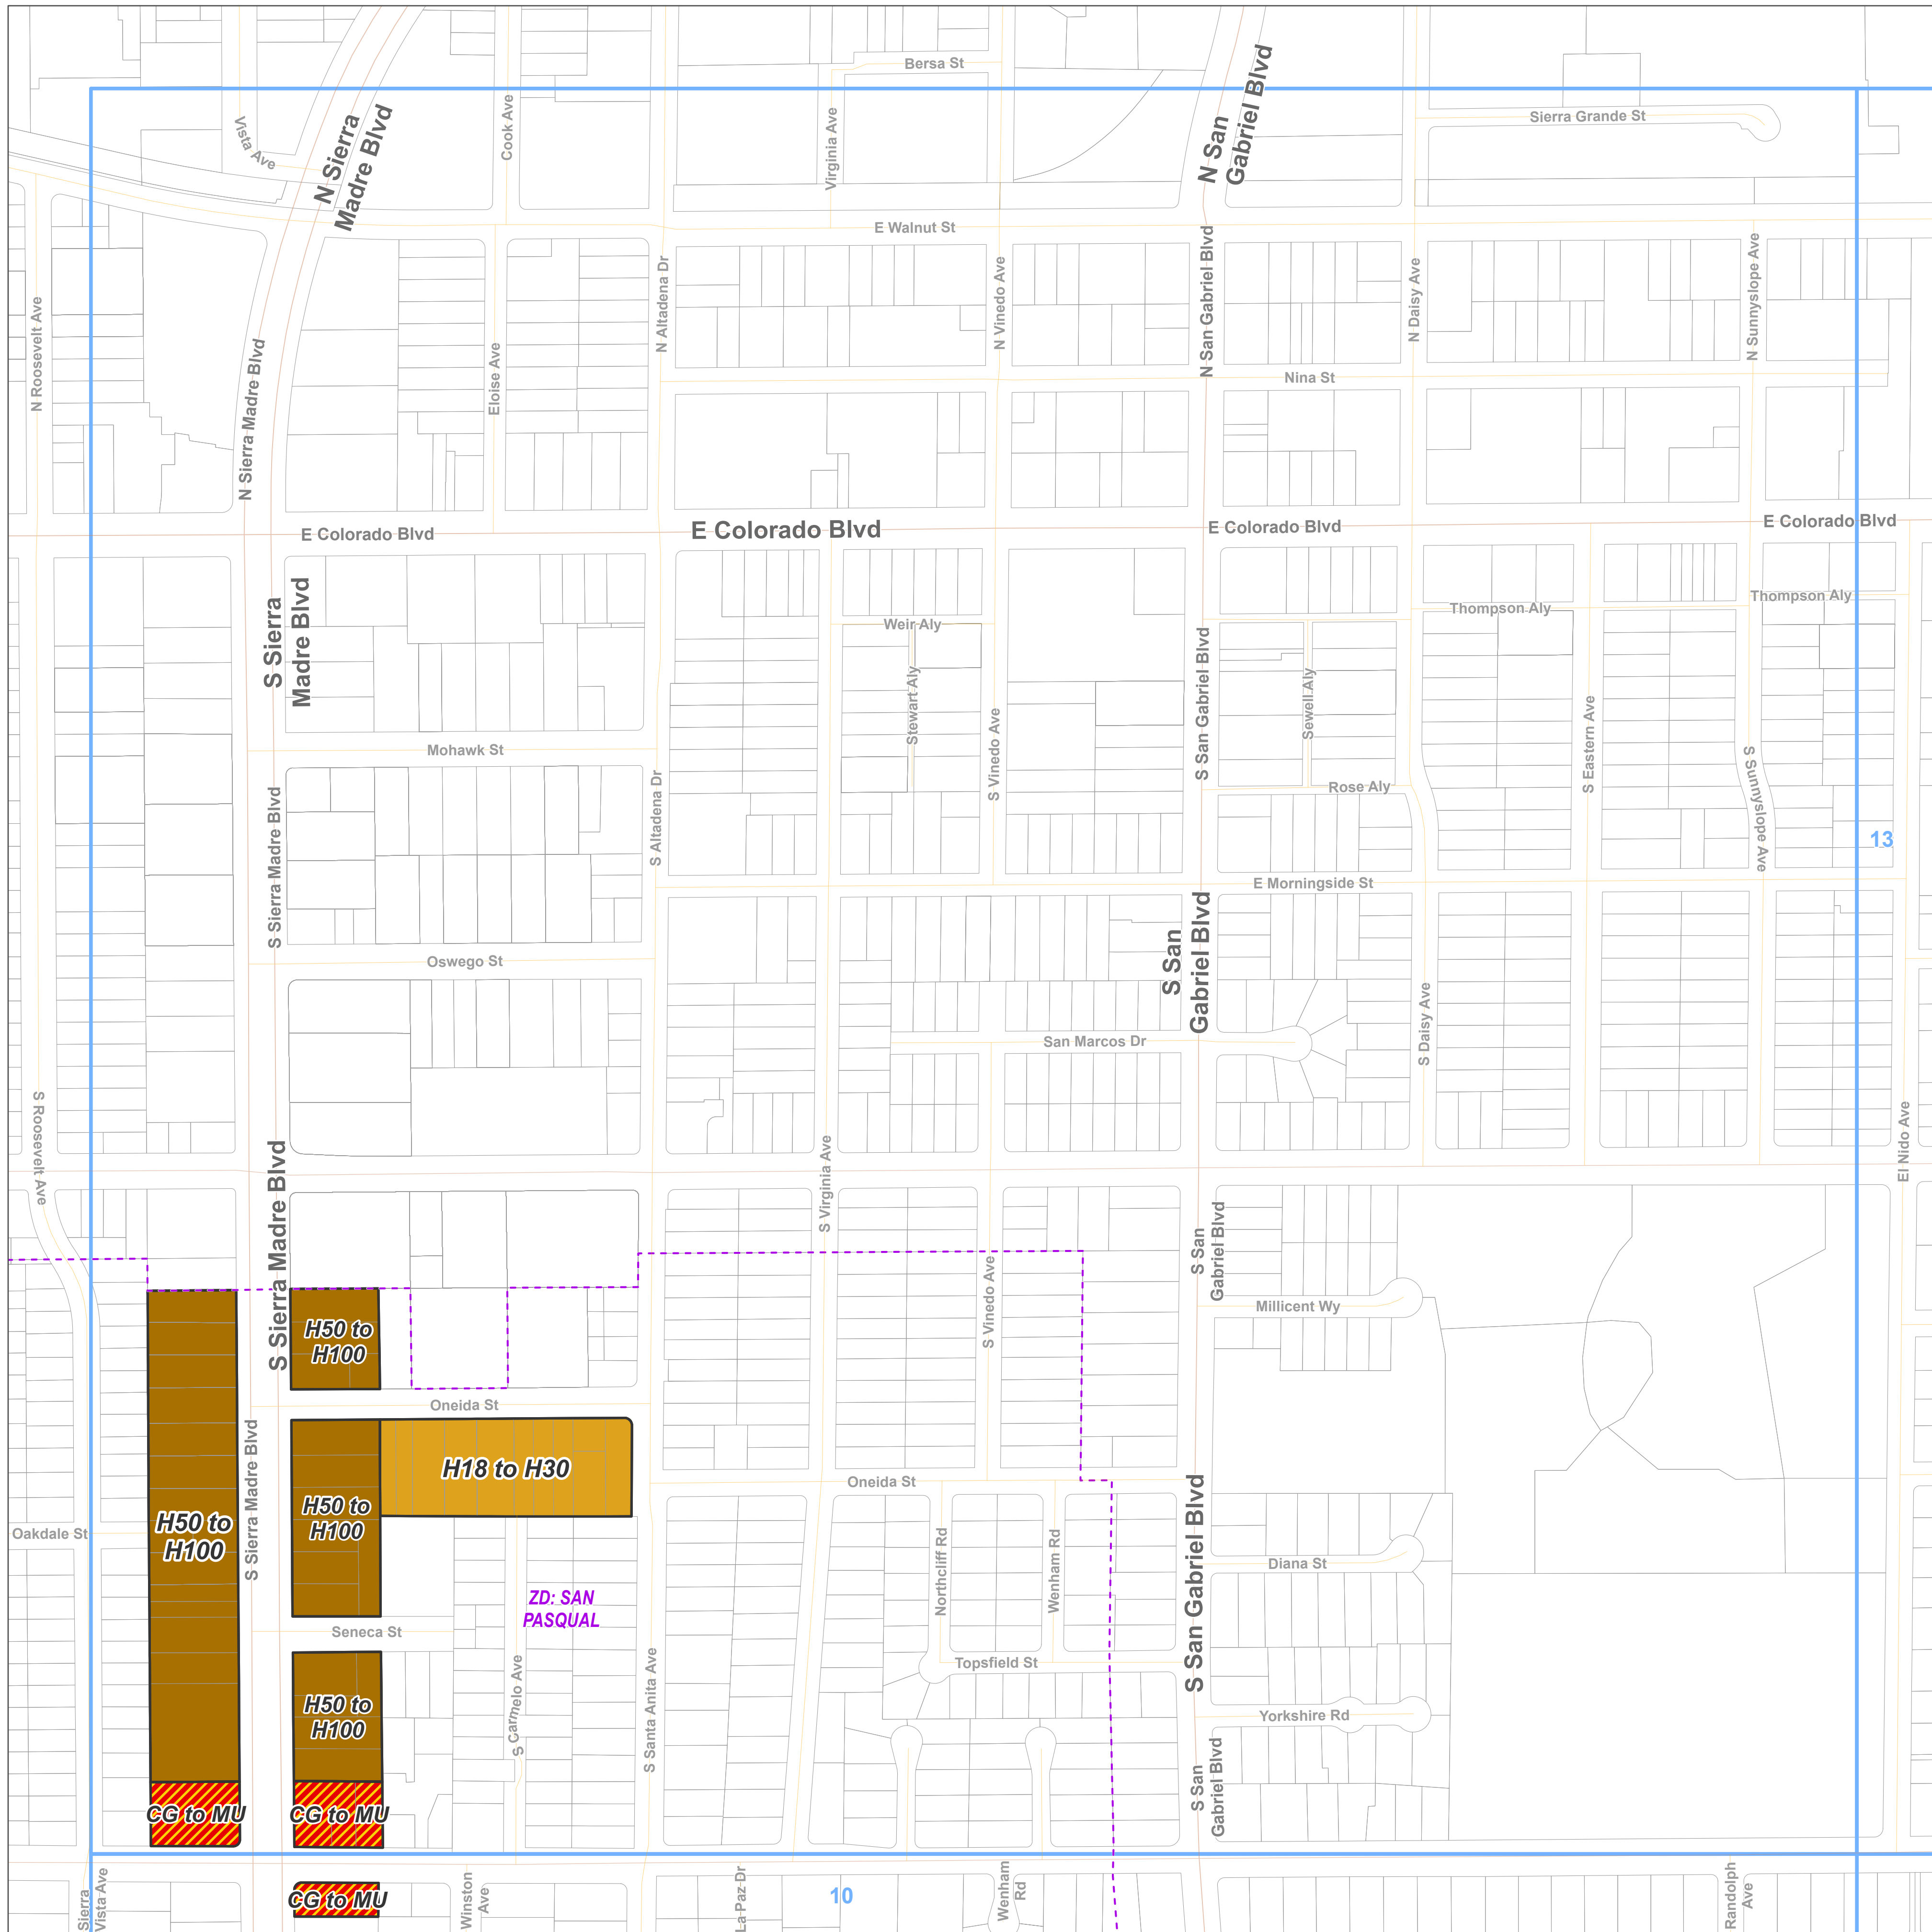 Bersa St
N San
Gabriel Blvd
Sierra Grande St
Vista Ave
N Sierra
Madre Blvd
Cook Ave
Virginia Ave
E Walnut St
N Roosevelt Ave
N Sierra Madre Blvd
Eloise Ave
N Altadena Dr
N Vinedo Ave
N San Gabriel Blvd
N Daisy Ave
N Sunnyslope Ave
Nina St
E Colorado Blvd
E Colorado Blvd
E Colorado Blvd
E Colorado Blvd
S Sierra
Madre Blvd
Weir Aly
Stewart Aly
S Vinedo Ave
S San Gabriel Blvd
Sewell Aly
Thompson Aly
Thompson Aly
S Eastern Ave
S Sunnyslope Ave
Mohawk St
S Altadena Dr
S Sierra Madre Blvd
Rose Aly
13
E Morningside St
S San
Gabriel Blvd
Oswego St
San Marcos Dr
S Daisy Ave
S Roosevelt Ave
S Sierra Madre Blvd
S Virginia Ave
El Nido Ave
S San
Gabriel Blvd
S Vinedo Ave
Millicent Wy
H50 to
H100
Oneida St
H18 to H30
Oneida St
S Sierra Madre Blvd
H50 to
H100
H50 to
H100
Oakdale St
Northcliff Rd
Wenham Rd
S San Gabriel Blvd
Diana St
ZD: SAN
PASQUAL
Seneca St
S Carmelo Ave
S Santa Anita Ave
Topsfield St
H50 to
H100
Yorkshire Rd
S San
Gabriel Blvd
CG to MU
CG to MU
CG to MU
Sierra
Vista Ave
Winston
Ave
La Paz Dr
10
Wenham
Rd
Randolph
Ave